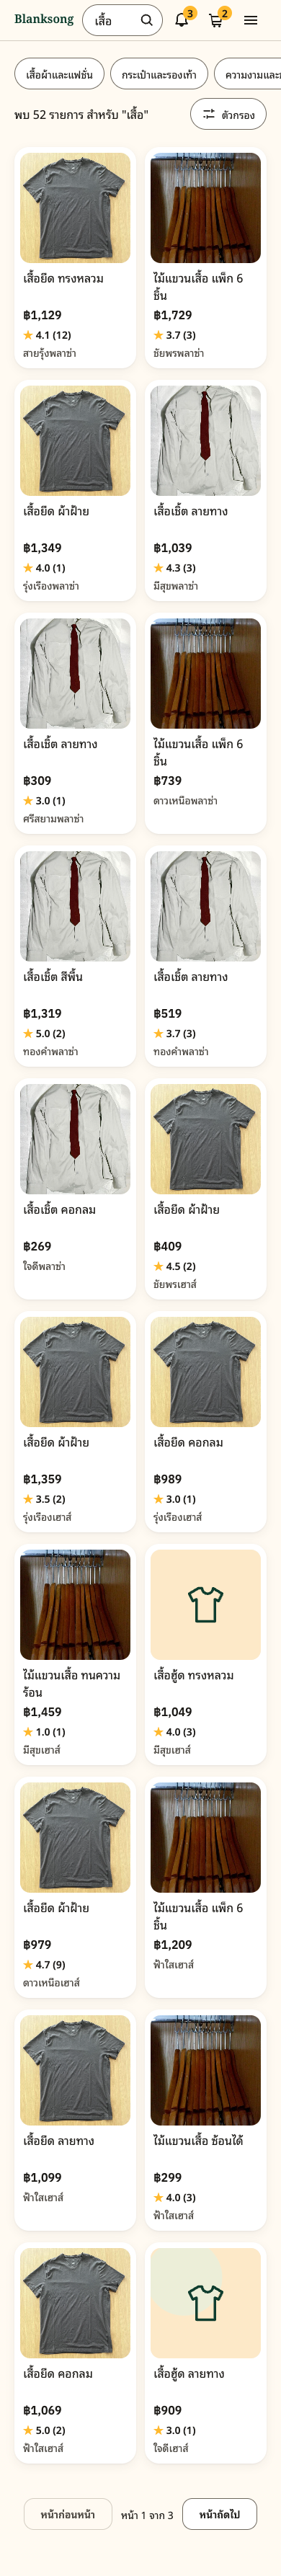 Blanksong
เสื้อ
3
2
เสื้อผ้าและแฟชั่น
กระเป๋าและรองเท้า
ความงามและ
พบ 52 รายการ สำหรับ "เสื้อ"
ตัวกรอง
เสื้อยืด ทรงหลวม
฿1,129
4.1 (12)
สายรุ้งพลาซ่า
ไม้แขวนเสื้อ แพ็ก 6
ชิ้น
฿1,729
3.7 (3)
ชัยพรพลาซ่า
เสื้อยืด ผ้าฝ้าย
฿1,349
4.0 (1)
รุ่งเรืองพลาซ่า
เสื้อเชิ้ต ลายทาง
฿1,039
4.3 (3)
มีสุขพลาซ่า
เสื้อเชิ้ต ลายทาง
฿309
3.0 (1)
ศรีสยามพลาซ่า
ไม้แขวนเสื้อ แพ็ก 6
ชิ้น
฿739
ดาวเหนือพลาซ่า
เสื้อเชิ้ต สีพื้น
฿1,319
5.0 (2)
ทองคำพลาซ่า
เสื้อเชิ้ต ลายทาง
฿519
3.7 (3)
ทองคำพลาซ่า
เสื้อเชิ้ต คอกลม
฿269
ใจดีพลาซ่า
เสื้อยืด ผ้าฝ้าย
฿409
4.5 (2)
ชัยพรเฮาส์
เสื้อยืด ผ้าฝ้าย
฿1,359
3.5 (2)
รุ่งเรืองเฮาส์
เสื้อยืด คอกลม
฿989
3.0 (1)
รุ่งเรืองเฮาส์
ไม้แขวนเสื้อ ทนความ
ร้อน
฿1,459
1.0 (1)
มีสุขเฮาส์
เสื้อฮู้ด ทรงหลวม
฿1,049
4.0 (3)
มีสุขเฮาส์
เสื้อยืด ผ้าฝ้าย
฿979
4.7 (9)
ดาวเหนือเฮาส์
ไม้แขวนเสื้อ แพ็ก 6
ชิ้น
฿1,209
ฟ้าใสเฮาส์
เสื้อยืด ลายทาง
฿1,099
ฟ้าใสเฮาส์
ไม้แขวนเสื้อ ซ้อนได้
฿299
4.0 (3)
ฟ้าใสเฮาส์
เสื้อยืด คอกลม
฿1,069
5.0 (2)
ฟ้าใสเฮาส์
เสื้อฮู้ด ลายทาง
฿909
3.0 (1)
ใจดีเฮาส์
หน้าก่อนหน้า
หน้า 1 จาก 3
หน้าถัดไป